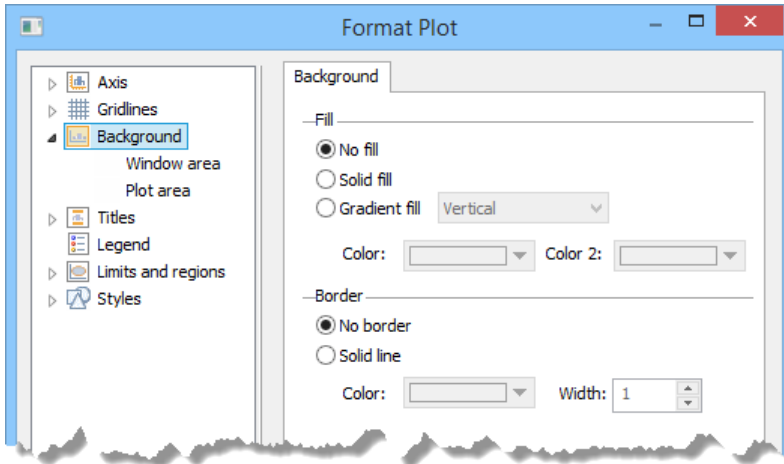 Format Plot
Axis
Gridlines
Background
Window area
Plot area
Titles
Legend
Limits and regions
Styles
Background
Fill
No fill
Solid fill
Gradient fill Vertical
Color: Color 2:
Border
No border
Solid line
Color: Width: 1